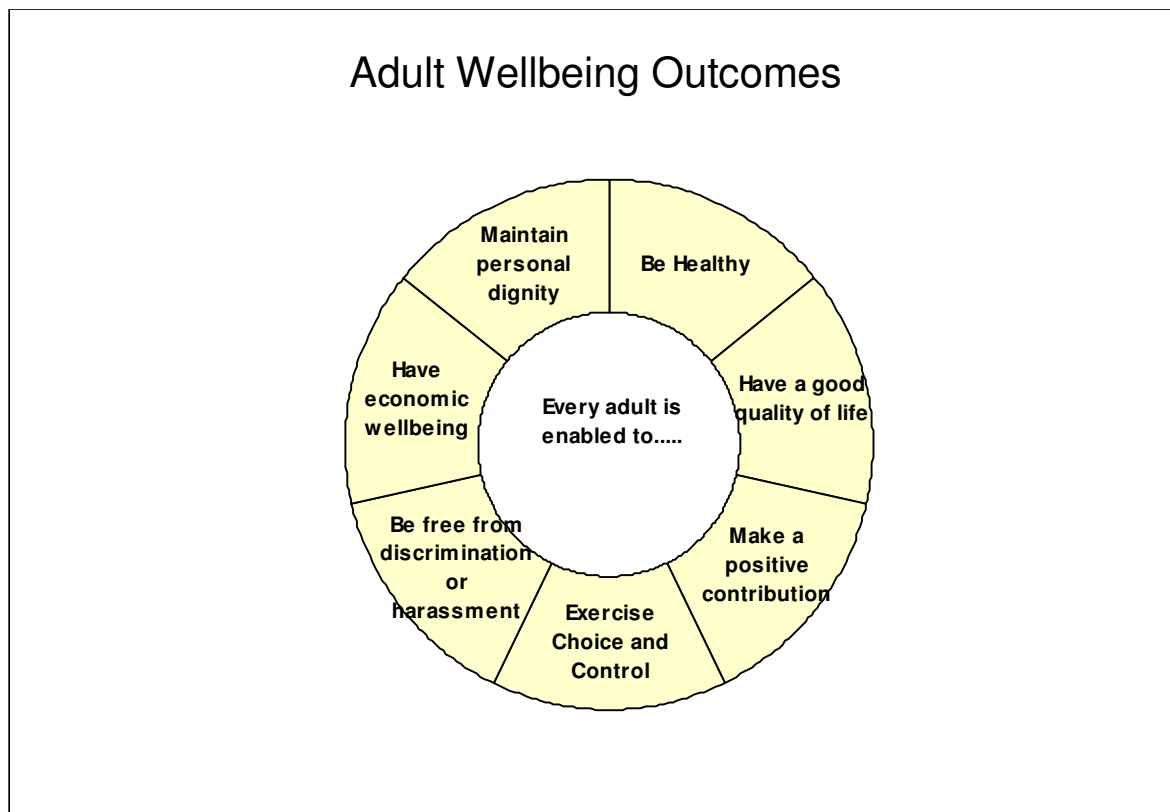 Adult Wellbeing Outcomes
Maintain
personal
dignity
Be Healthy
Have
economic
wellbeing
Every adult is
enabled to.....
Have a good
quality of life
Be free from
discrimination
or
harassment
Exercise
Choice and
Control
Make a
positive
contribution